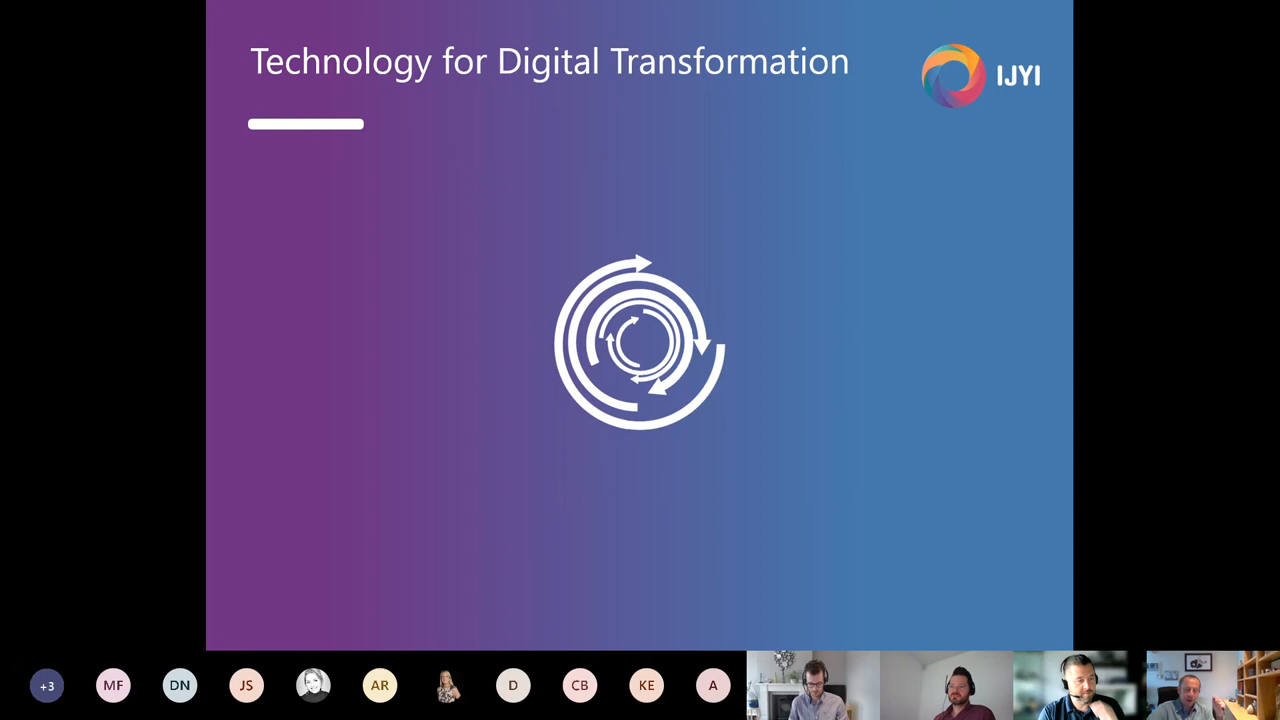 Technology for Digital Transformation
IJYI
+3
MF
DN
JS
AR
D
CB
KE
A